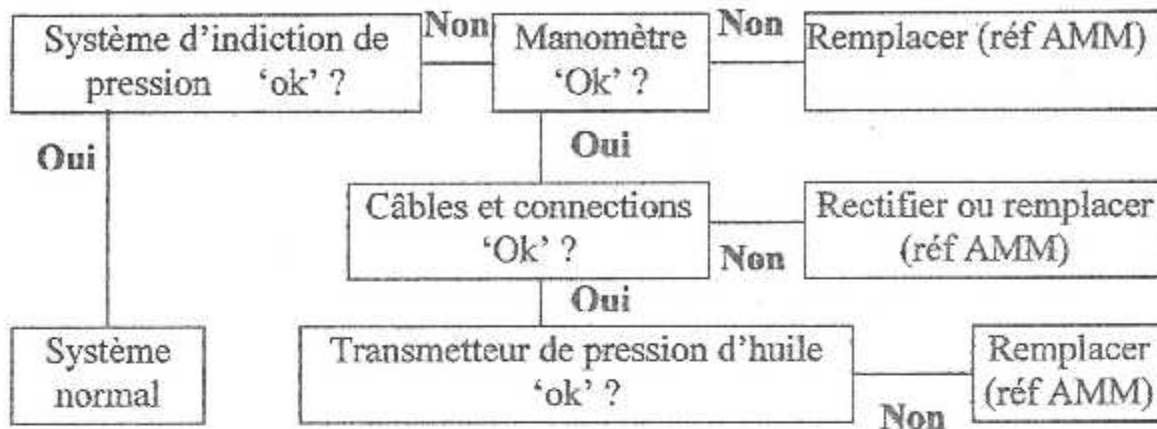 Système d'indiction de
pression 'ok' ?
Non
Manomètre
'Ok' ?
Non
Remplacer (réf AMM)
Oui
Oui
Câbles et connections
'Ok' ?
Non
Rectifier ou remplacer
(réf AMM)
Oui
Système
normal
Transmetteur de pression d'huile
'ok' ?
Non
Remplacer
(réf AMM)